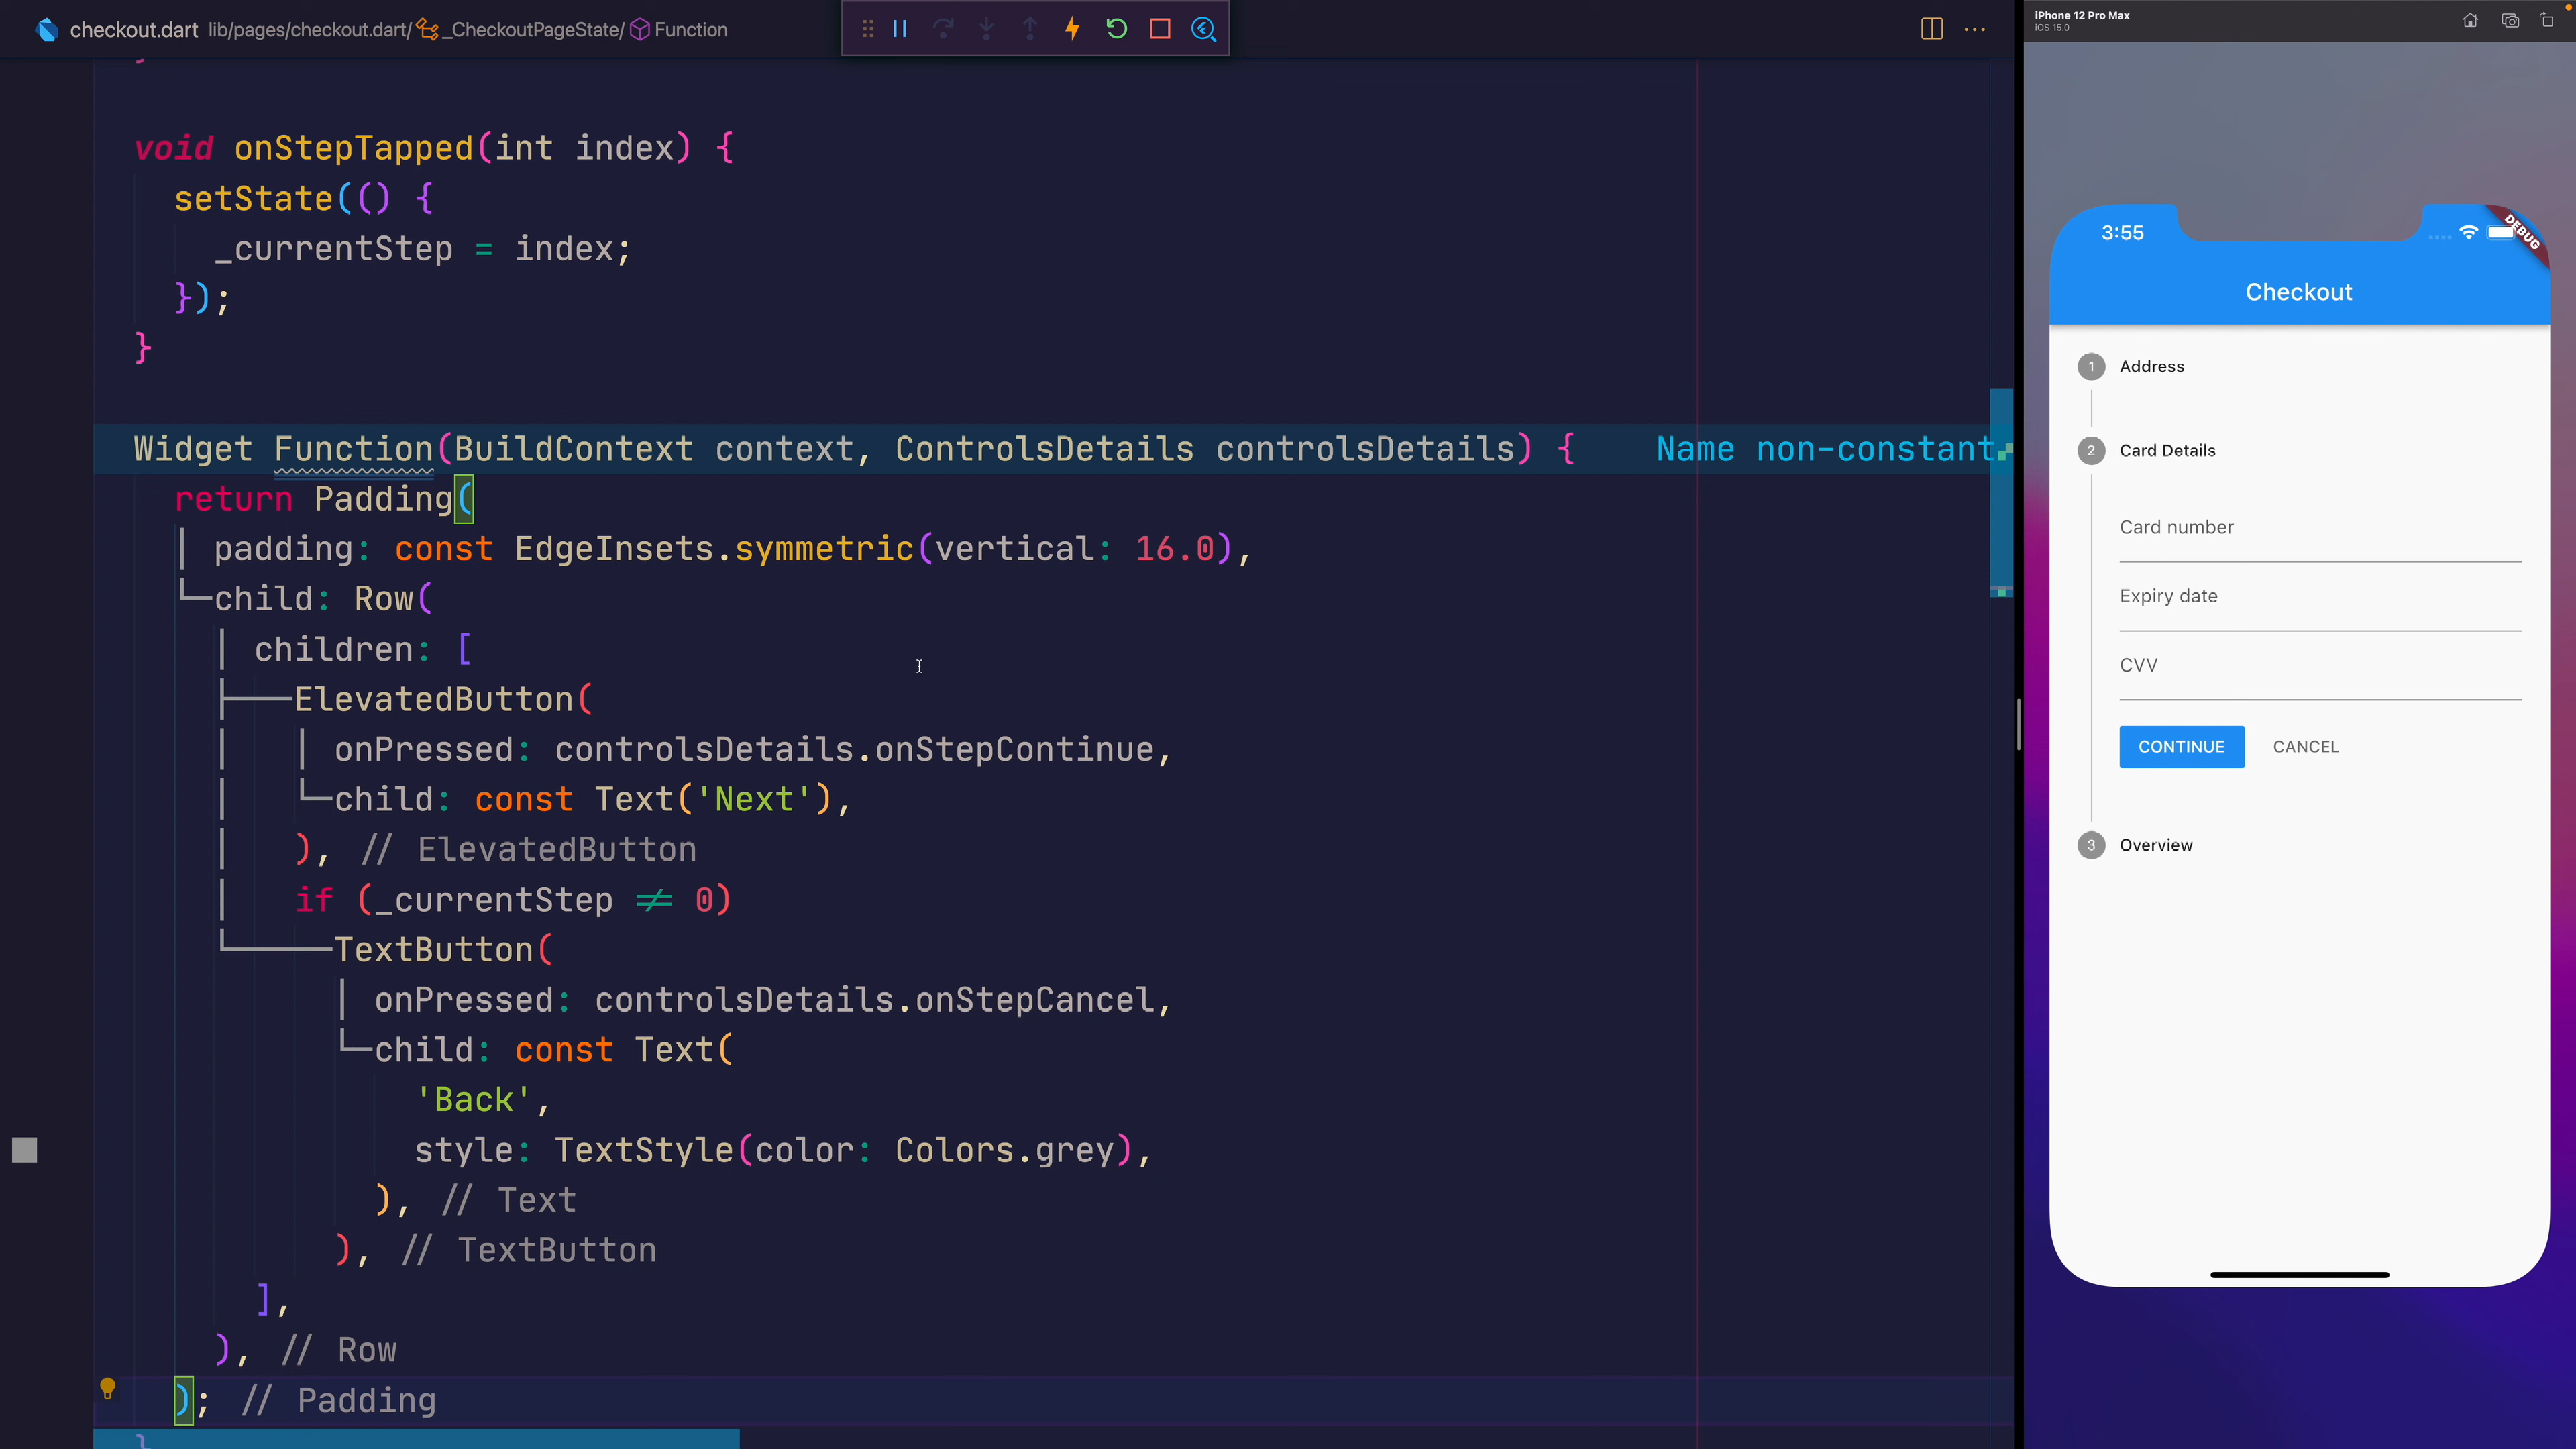 checkout.dart lib/pages/checkout.dart/ _CheckoutPageState/ Function
void onStepTapped(int index) {
setState(() {
_currentStep = index;
});
}
Widget Function(BuildContext context, ControlsDetails controlsDetails) { Name non-constant
return Padding(
padding: const EdgeInsets.symmetric(vertical: 16.0),
child: Row(
children: [
ElevatedButton(
onPressed: controlsDetails.onStepContinue,
child: const Text('Next'),
), // ElevatedButton
if (_currentStep ≠ 0)
TextButton(
onPressed: controlsDetails.onStepCancel,
child: const Text(
'Back',
style: TextStyle(color: Colors.grey),
), // Text
), // TextButton
],
), // Row
); // Padding
}
iPhone 12 Pro Max
iOS 15.0
3:55
DEBUG
Checkout
1 Address
2 Card Details
Card number
Expiry date
CVV
CONTINUE CANCEL
3 Overview